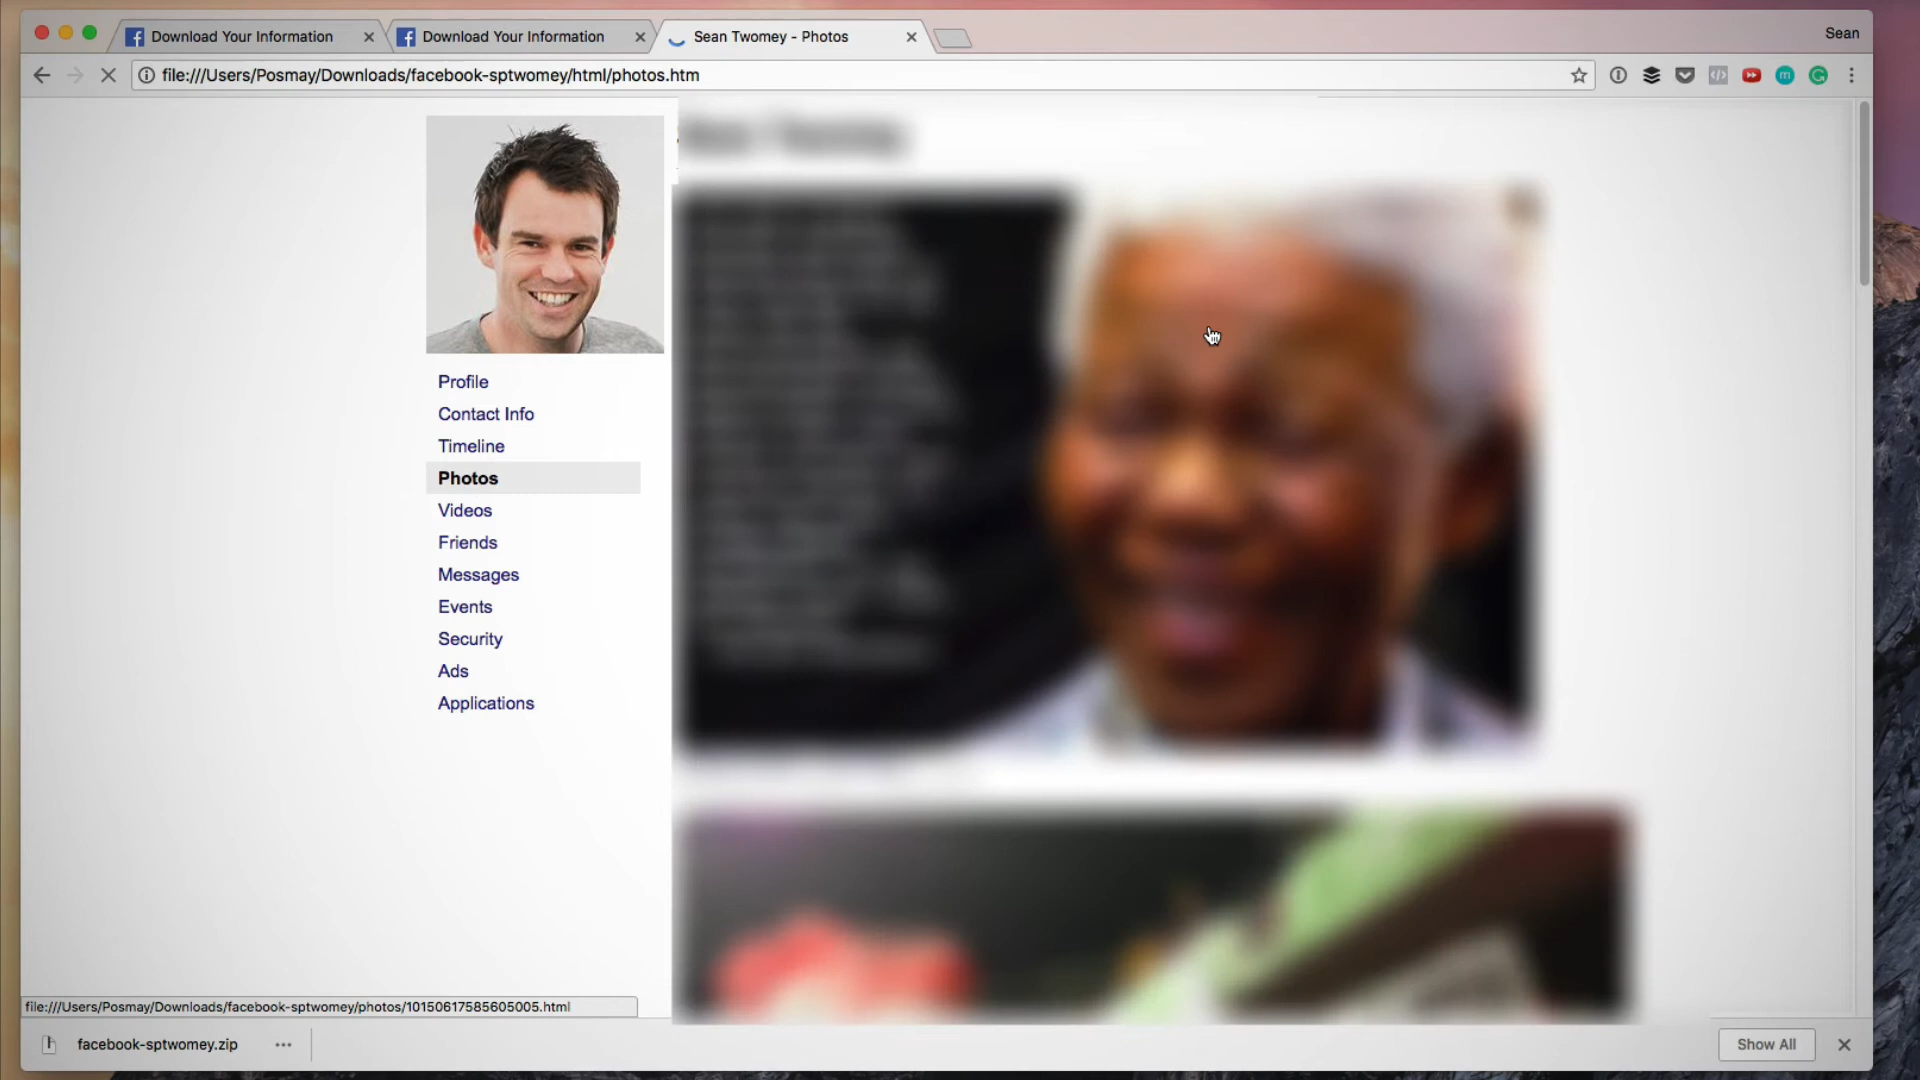 Download Your Information
Download Your Information
Sean Twomey - Photos
Sean
file:///Users/Posmay/Downloads/facebook-sptwomey/html/photos.htm
Profile
Contact Info
Timeline
Photos
Videos
Friends
Messages
Events
Security
Ads
Applications
file:///Users/Posmay/Downloads/facebook-sptwomey/photos/10150617585605005.html
facebook-sptwomey.zip
Show All